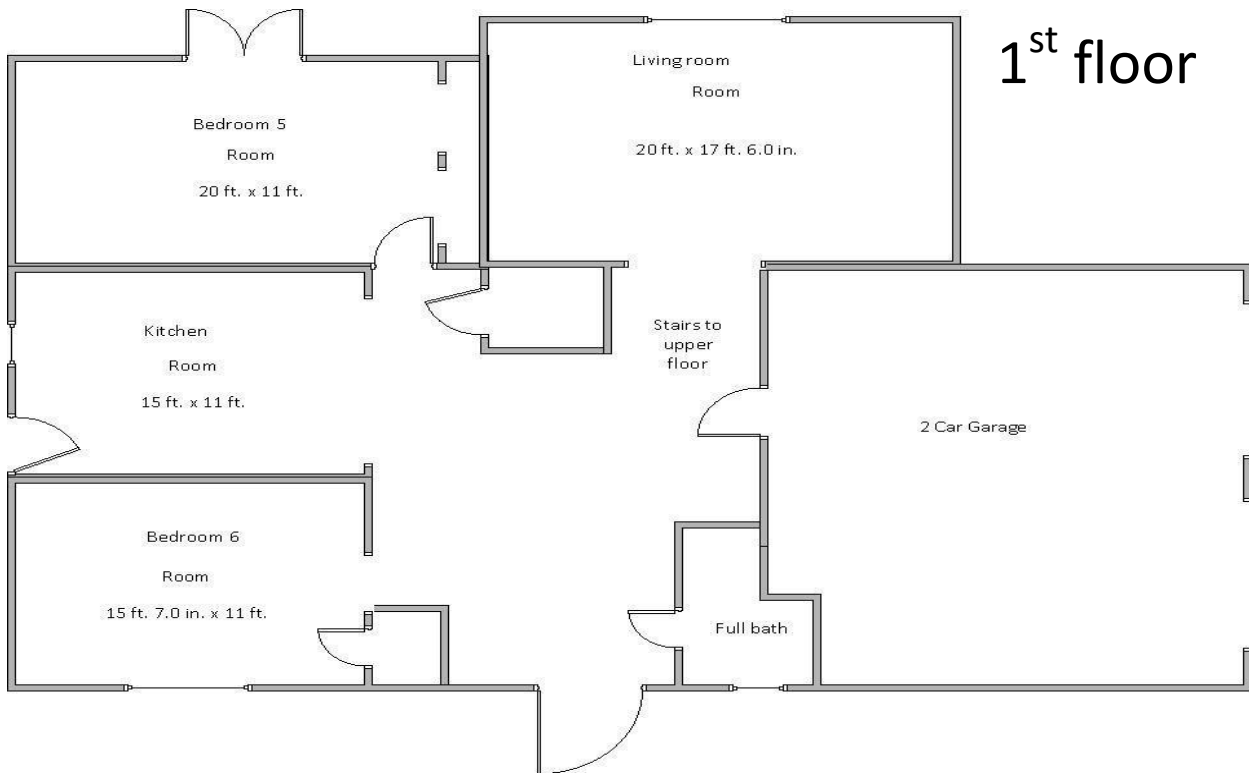 1st floor
Living room
Room
20 ft. x 17 ft. 6.0 in.
Bedroom 5
Room
20 ft. x 11 ft.
Kitchen
Room
15 ft. x 11 ft.
Stairs to
upper
floor
2 Car Garage
Bedroom 6
Room
15 ft. 7.0 in. x 11 ft.
Full bath